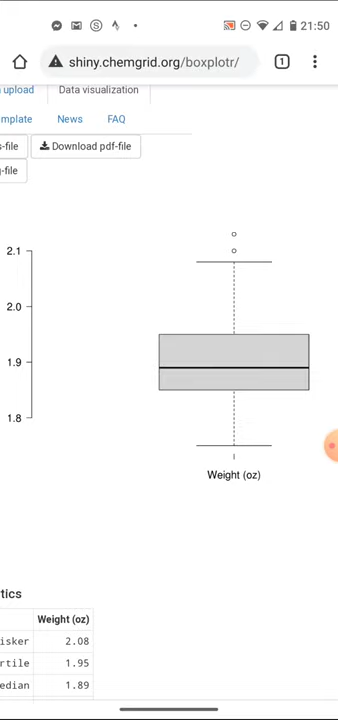 21:50
shiny.chemgrid.org/boxplotr/
1
upload
Data visualization
mplate
News
FAQ
s-file
Download pdf-file
g-file
2.1
2.0
1.9
1.8
Weight (oz)
tics
Weight (oz)
isker
2.08
rtile
1.95
edian
1.89